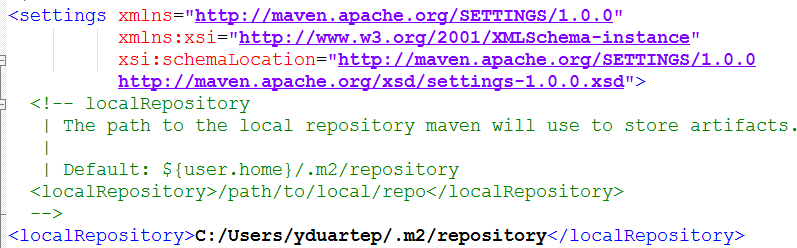 <settings xmlns="http://maven.apache.org/SETTINGS/1.0.0"
xmlns:xsi="http://www.w3.org/2001/XMLSchema-instance"
xsi:schemaLocation="http://maven.apache.org/SETTINGS/1.0.0
http://maven.apache.org/xsd/settings-1.0.0.xsd">
<!-- localRepository
| The path to the local repository maven will use to store artifacts.
|
| Default: ${user.home}/.m2/repository
<localRepository>/path/to/local/repo</localRepository>
-->
<localRepository>C:/Users/yduartep/.m2/repository</localRepository>